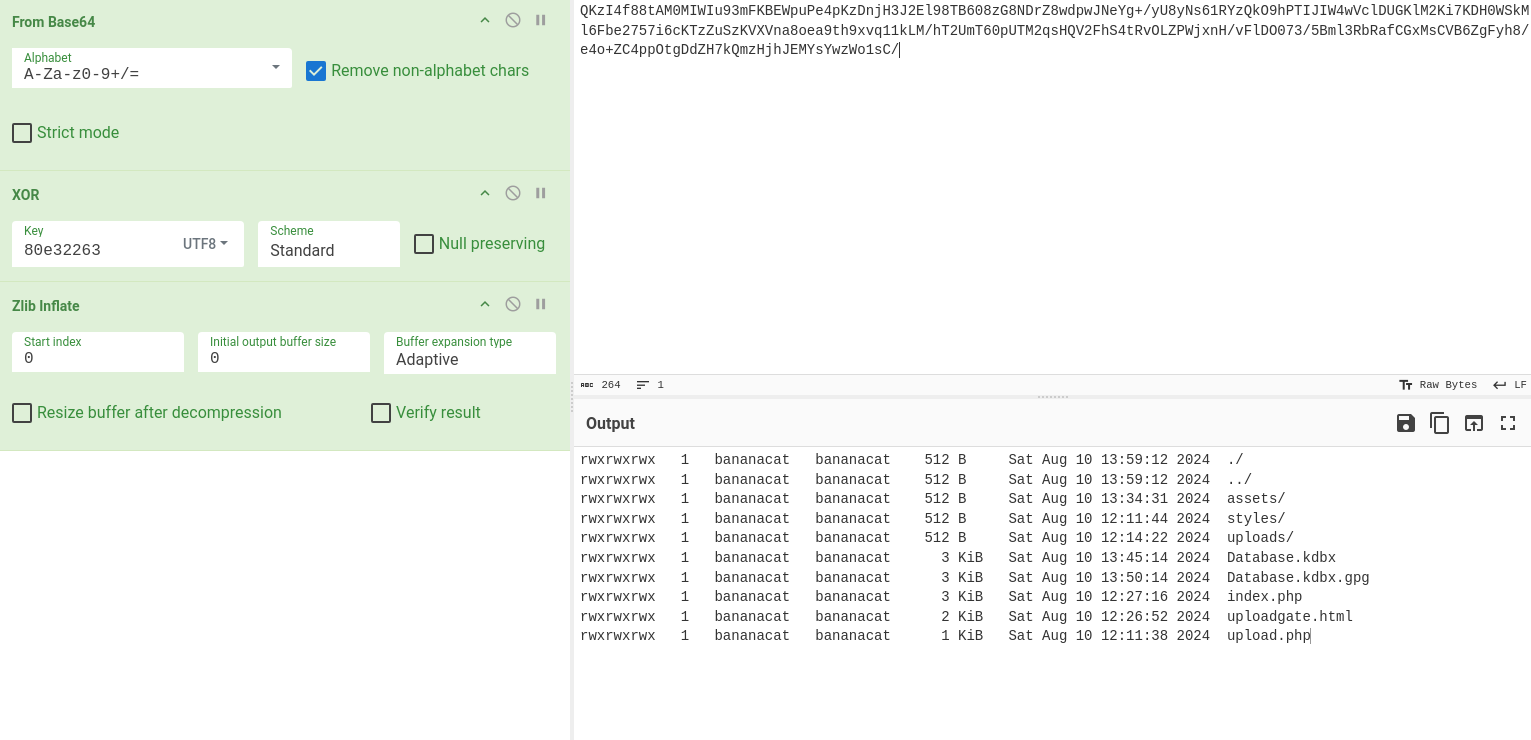 From Base64
Alphabet
A-Za-z0-9+/=
Remove non-alphabet chars
Strict mode
XOR
Key
80e32263
UTF8
Scheme
Standard
Null preserving
Zlib Inflate
Start index
0
Initial output buffer size
0
Buffer expansion type
Adaptive
Resize buffer after decompression
Verify result
QKzI4f88tAM0MIWIu93mFKBEWpuPe4pKzDnjH3J2El98TB608zG8NDrZ8wdpwJNeYg+/yU8yNs61RYzQkO9hPTIJIW4wVclDUGKlM2Ki7KDH0WSkM
l6Fbe2757i6cKTzZuSzKVXVna8oea9th9xvq11kLM/hT2UmT60pUTM2qsHQV2FhS4tRvOLZPWjxnH/vFlDO073/5Bml3RbRafCGxMsCVB6ZgFyh8/
e4o+ZC4ppOtgDdZH7kQmzHjhJEMYsYwzWo1sC/
ABC 264 1 Raw Bytes LF
Output
rwxrwxrwx 1 bananacat bananacat 512 B Sat Aug 10 13:59:12 2024 ./
rwxrwxrwx 1 bananacat bananacat 512 B Sat Aug 10 13:59:12 2024 ../
rwxrwxrwx 1 bananacat bananacat 512 B Sat Aug 10 13:34:31 2024 assets/
rwxrwxrwx 1 bananacat bananacat 512 B Sat Aug 10 12:11:44 2024 styles/
rwxrwxrwx 1 bananacat bananacat 512 B Sat Aug 10 12:14:22 2024 uploads/
rwxrwxrwx 1 bananacat bananacat 3 KiB Sat Aug 10 13:45:14 2024 Database.kdbx
rwxrwxrwx 1 bananacat bananacat 3 KiB Sat Aug 10 13:50:14 2024 Database.kdbx.gpg
rwxrwxrwx 1 bananacat bananacat 3 KiB Sat Aug 10 12:27:16 2024 index.php
rwxrwxrwx 1 bananacat bananacat 2 KiB Sat Aug 10 12:26:52 2024 uploadgate.html
rwxrwxrwx 1 bananacat bananacat 1 KiB Sat Aug 10 12:11:38 2024 upload.php